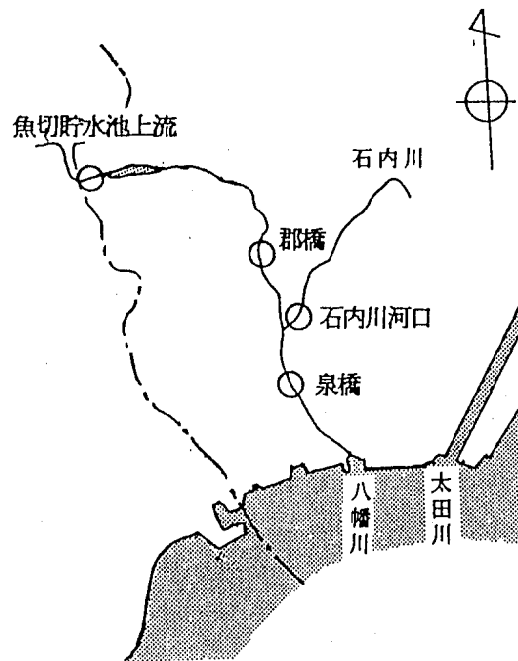 魚切貯水池上流
石内川
郡橋
石内川河口
泉橋
八幡川
太田川